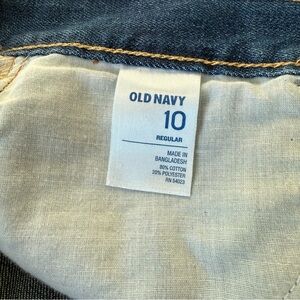 OLD NAVY
10
REGULAR
MADE IN
BANGLADESH
80% COTTON
20% POLYESTER
RN 54023